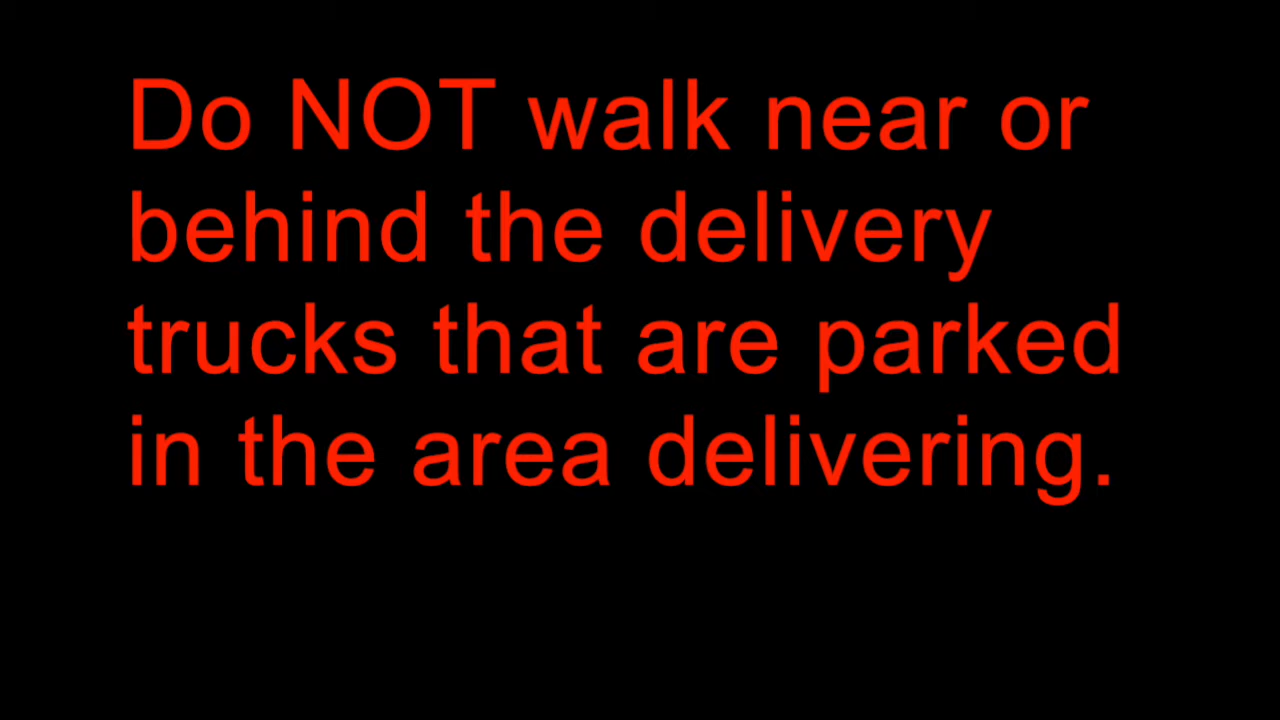 Do NOT walk near or
behind the delivery
trucks that are parked
in the area delivering.